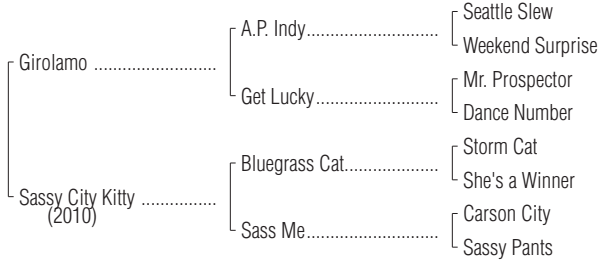 Seattle Slew
A.P. Indy..............................
Weekend Surprise
Girolamo ............................
Mr. Prospector
Get Lucky............................
Dance Number
Storm Cat
Bluegrass Cat......................
She's a Winner
Sassy City Kitty .................
(2010)
Carson City
Sass Me..............................
Sassy Pants